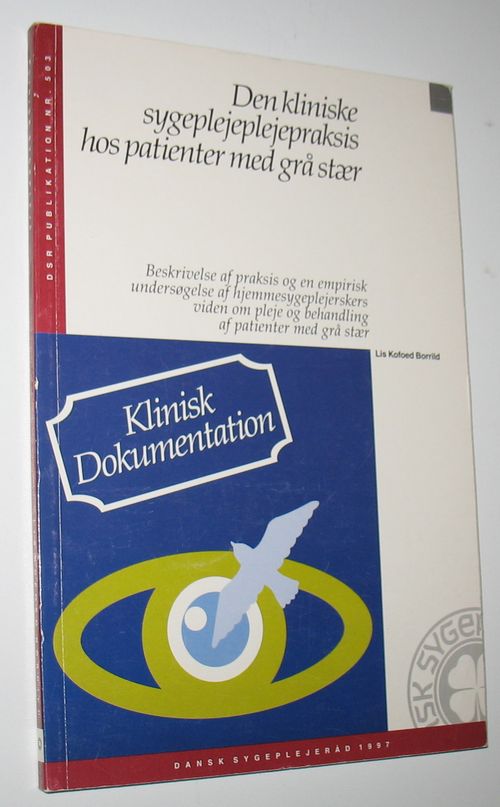 Den kliniske
sygeplejeplejepraksis
hos patienter med grå stær
Beskrivelse af praksis og en empirisk
undersøgelse af hjemmesygeplejerskers
viden om pleje og behandling
af patienter med grå stær
Lis Kofoed Borrild
Klinisk
Dokumentation
DSR PUBLIKATION NR. 503
DANSK SYGEPLEJERÅD 1997